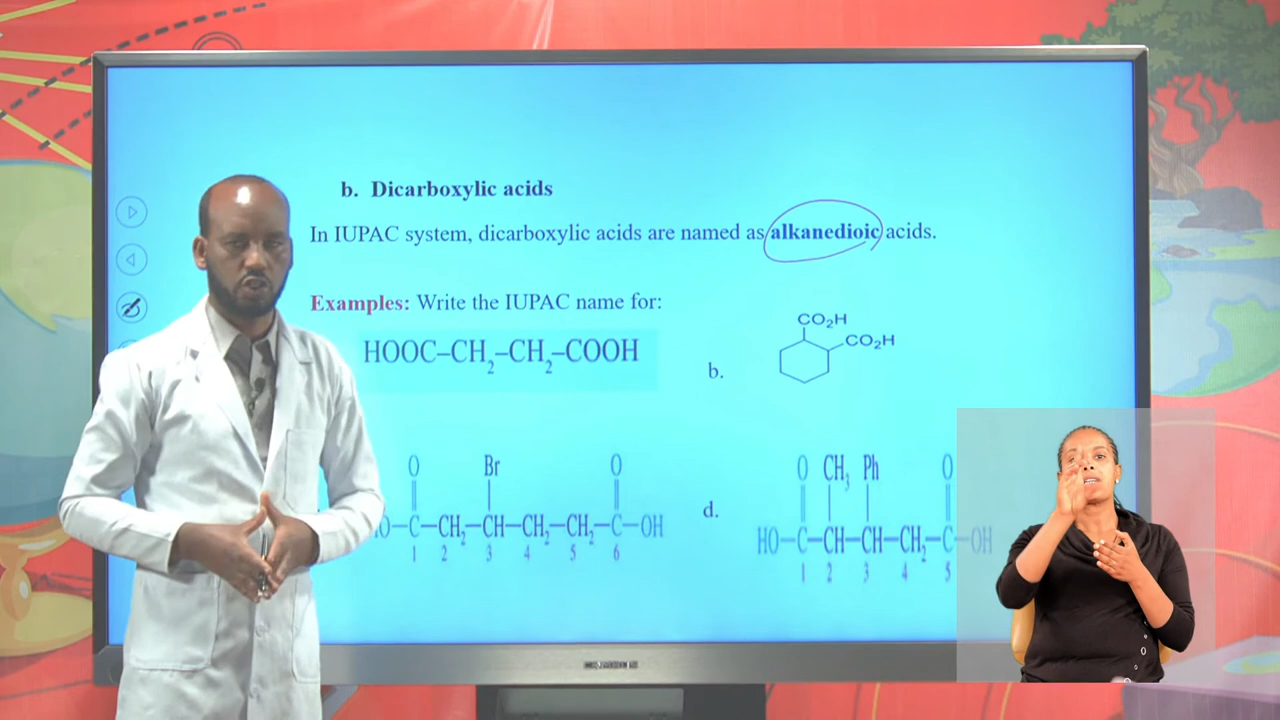 b. Dicarboxylic acids
In IUPAC system, dicarboxylic acids are named as alkanedioic acids.
Examples: Write the IUPAC name for:
HOOC–CH₂–CH₂–COOH
b.
CO₂H
CO₂H
O Br O
O–C–CH₂–CH–CH₂–CH₂–C–OH
1 2 3 4 5 6
d.
O CH₃ Ph O
HO–C–CH–CH–CH₂–C–OH
1 2 3 4 5